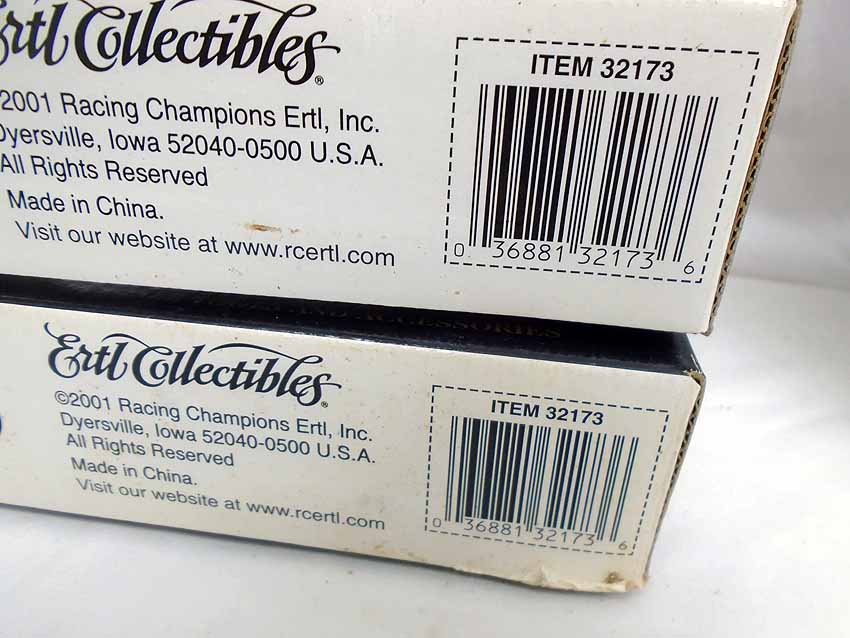 Ertl Collectibles®
2001 Racing Champions Ertl, Inc.
Dyersville, Iowa 52040-0500 U.S.A.
All Rights Reserved
Made in China.
Visit our website at www.rcertl.com
ITEM 32173
0 36881 32173 6
ACCESSORIES
Ertl Collectibles®
©2001 Racing Champions Ertl, Inc.
Dyersville, Iowa 52040-0500 U.S.A.
All Rights Reserved
Made in China.
Visit our website at www.rcertl.com
ITEM 32173
0 36881 32173 6